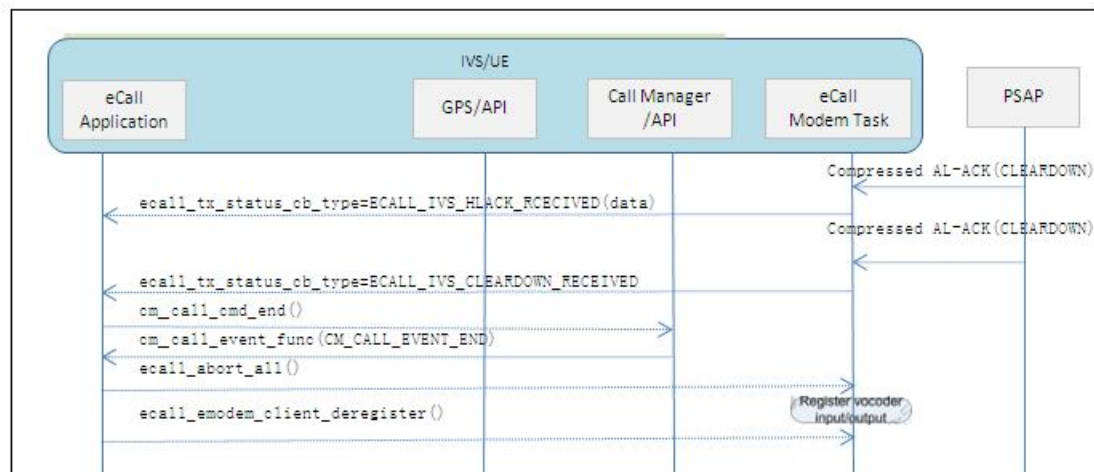 IVS/UE
eCall
Application
GPS/API
Call Manager
/API
eCall
Modem Task
PSAP
Compressed AL-ACK(CLEARDOWN)
ecall_tx_status_cb_type=ECALL_IVS_HLACK_RCECIVED(data)
Compressed AL-ACK(CLEARDOWN)
ecall_tx_status_cb_type=ECALL_IVS_CLEARDOWN_RECEIVED
cm_call_cmd_end()
cm_call_event_func(CM_CALL_EVENT_END)
ecall_abort_all()
Register vocoder
input/output
ecall_emodem_client_deregister()